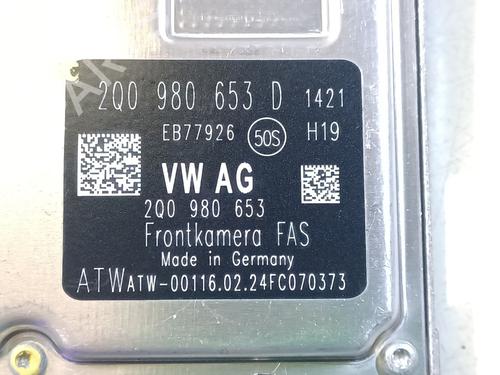 2Q0 980 653 D 1421
EB77926 50S H19
VW AG
2Q0 980 653
Frontkamera FAS
Made in Germany
ATW ATW-00116.02.24FC070373